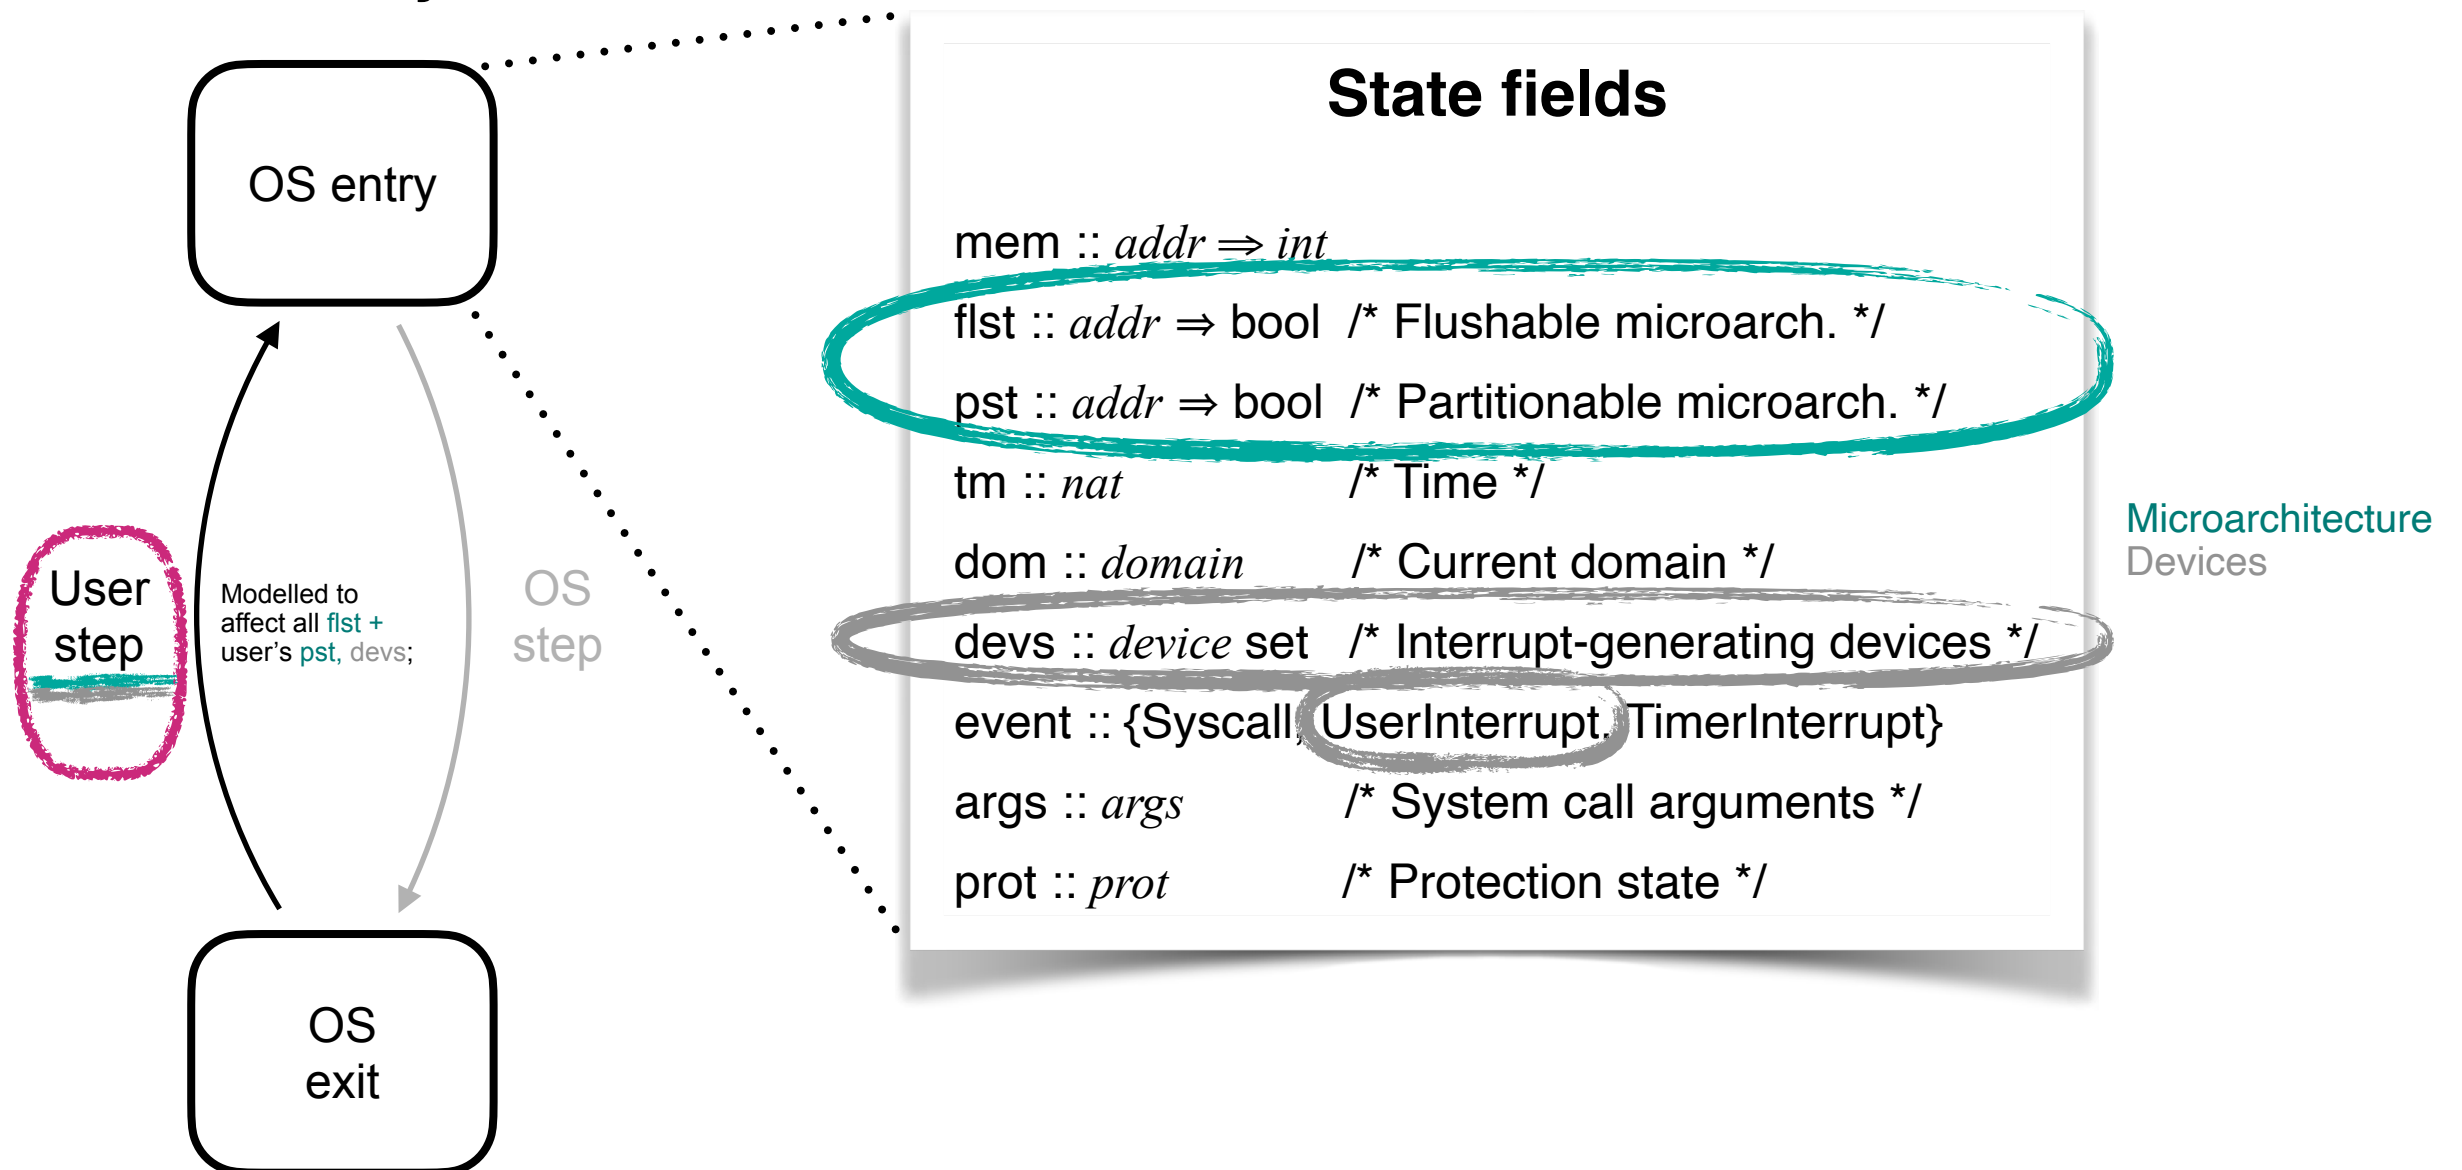 OS entry
User
step
Modelled to
affect all flst +
user's pst, devs;
OS
step
OS
exit
State fields
mem :: addr ⇒ int
flst :: addr ⇒ bool /* Flushable microarch. */
pst :: addr ⇒ bool /* Partitionable microarch. */
tm :: nat /* Time */
dom :: domain /* Current domain */
devs :: device set /* Interrupt-generating devices */
event :: {Syscall, UserInterrupt, TimerInterrupt}
args :: args /* System call arguments */
prot :: prot /* Protection state */
Microarchitecture
Devices